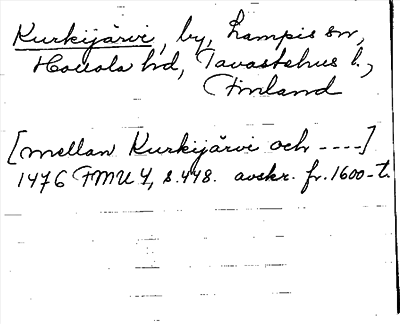 Kurkijärvi, by, Lampis sn,
Hollola hd, Tavastehus l.,
Finland
[mellan Kurkijärvi och ----]
1476 FMU 4, s. 448. avskr. fr. 1600-t.